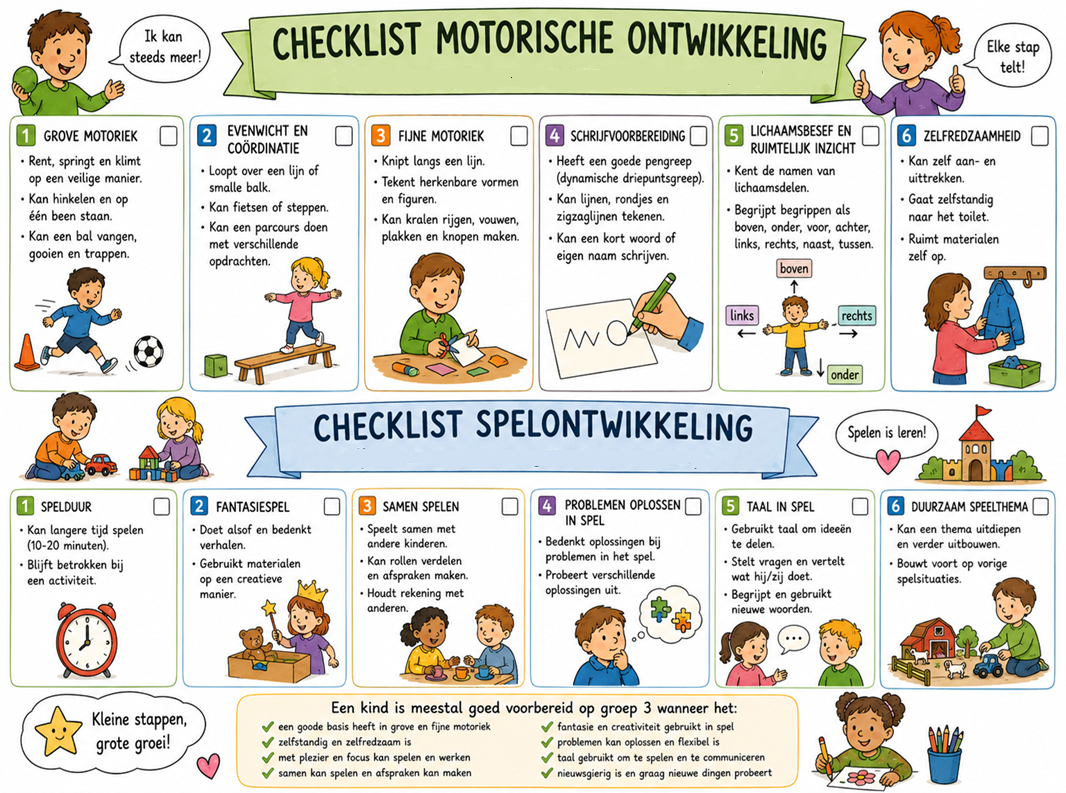 Ik kan
steeds meer!
CHECKLIST MOTORISCHE ONTWIKKELING
Elke stap
telt!
1 GROVE MOTORIEK
• Rent, springt en klimt
op een veilige manier.
• Kan hinkelen en op
één been staan.
• Kan een bal vangen,
gooien en trappen.
2 EVENWICHT EN
COÖRDINATIE
• Loopt over een lijn of
smalle balk.
• Kan fietsen of steppen.
• Kan een parcours doen
met verschillende
opdrachten.
3 FIJNE MOTORIEK
• Knipt langs een lijn.
• Tekent herkenbare vormen
en figuren.
• Kan kralen rijgen, vouwen,
plakken en knopen maken.
4 SCHRIJFVOORBEREIDING
• Heeft een goede pengreep
(dynamische driepuntsgreep).
• Kan lijnen, rondjes en
zigzaglijnen tekenen.
• Kan een kort woord of
eigen naam schrijven.
5 LICHAAMSBESEF EN
RUIMTELIJK INZICHT
• Kent de namen van
lichaamsdelen.
• Begrijpt begrippen als
boven, onder, voor, achter,
links, rechts, naast, tussen.
boven
links
rechts
onder
6 ZELFREDZAAMHEID
• Kan zelf aan- en
uittrekken.
• Gaat zelfstandig
naar het toilet.
• Ruimt materialen
zelf op.
CHECKLIST SPELONTWIKKELING
Spelen is leren!
1 SPELDUUR
• Kan langere tijd spelen
(10-20 minuten).
• Blijft betrokken bij
een activiteit.
2 FANTASIESPEL
• Doet alsof en bedenkt
verhalen.
• Gebruikt materialen
op een creatieve
manier.
3 SAMEN SPELEN
• Speelt samen met
andere kinderen.
• Kan rollen verdelen
en afspraken maken.
• Houdt rekening met
anderen.
4 PROBLEMEN OPLOSSEN
IN SPEL
• Bedenkt oplossingen bij
problemen in het spel.
• Probeert verschillende
oplossingen uit.
5 TAAL IN SPEL
• Gebruikt taal om ideeën
te delen.
• Stelt vragen en vertelt
wat hij/zij doet.
• Begrijpt en gebruikt
nieuwe woorden.
6 DUURZAAM SPEELTHEMA
• Kan een thema uitdiepen
en verder uitbouwen.
• Bouwt voort op vorige
spelsituaties.
Kleine stappen,
grote groei!
Een kind is meestal goed voorbereid op groep 3 wanneer het:
een goode basis heeft in grove en fijne motoriek
zelfstandig en zelfredzaam is
met plezier en focus kan spelen en werken
samen kan spelen en afspraken kan maken
fantasie en creativiteit gebruikt in spel
problemen kan oplossen en flexibel is
taal gebruikt om te spelen en te communiceren
nieuwsgierig is en graag nieuwe dingen probeert